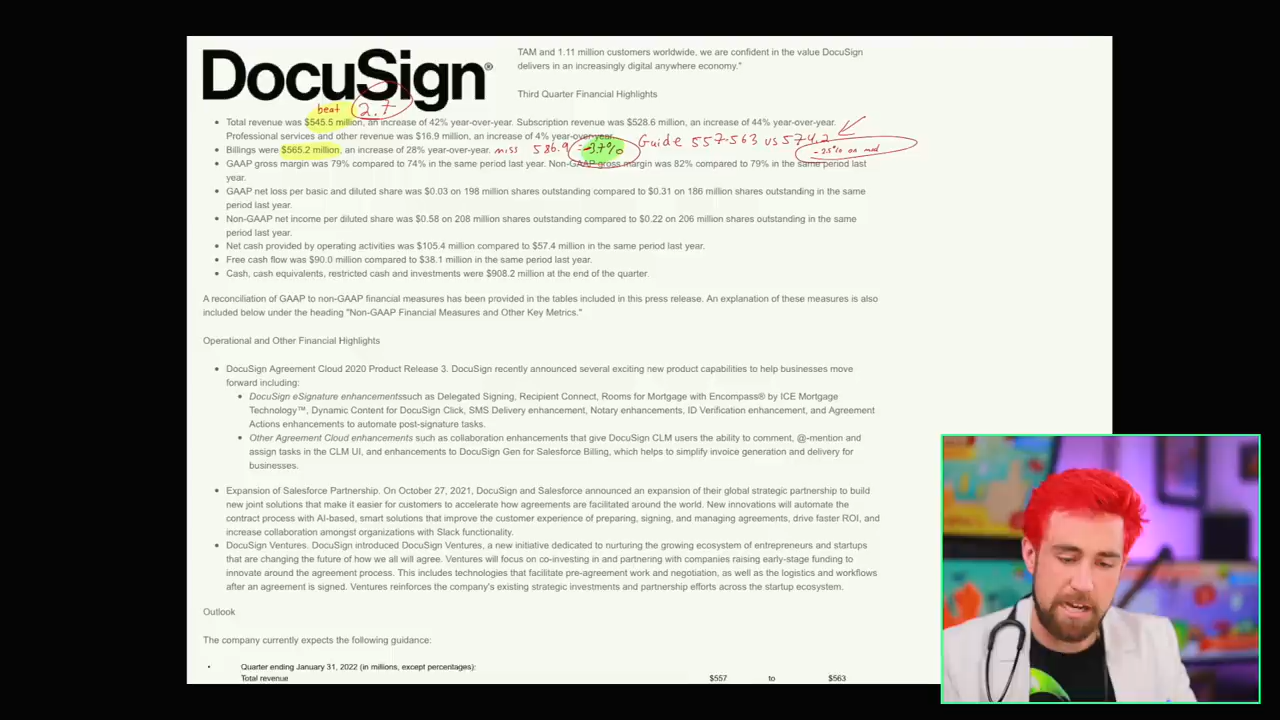 DocuSign®
TAM and 1.11 million customers worldwide, we are confident in the value DocuSign
delivers in an increasingly digital anywhere economy."
Third Quarter Financial Highlights
beat 2.7
• Total revenue was $545.5 million, an increase of 42% year-over-year. Subscription revenue was $528.6 million, an increase of 44% year-over-year.
Professional services and other revenue was $16.9 million, an increase of 4% year-over-year.
• Billings were $565.2 million, an increase of 28% year-over-year. miss 586.9 -3.7% Guide 557-563 vs 574.2
• GAAP gross margin was 79% compared to 74% in the same period last year. Non-GAAP gross margin was 82% compared to 79% in the same period last
year.
• GAAP net loss per basic and diluted share was $0.03 on 198 million shares outstanding compared to $0.31 on 186 million shares outstanding in the same
period last year.
• Non-GAAP net income per diluted share was $0.58 on 208 million shares outstanding compared to $0.22 on 206 million shares outstanding in the same
period last year.
• Net cash provided by operating activities was $105.4 million compared to $57.4 million in the same period last year.
• Free cash flow was $90.0 million compared to $38.1 million in the same period last year.
• Cash, cash equivalents, restricted cash and investments were $908.2 million at the end of the quarter.
A reconciliation of GAAP to non-GAAP financial measures has been provided in the tables included in this press release. An explanation of these measures is also
included below under the heading "Non-GAAP Financial Measures and Other Key Metrics."
Operational and Other Financial Highlights
• DocuSign Agreement Cloud 2020 Product Release 3. DocuSign recently announced several exciting new product capabilities to help businesses move
forward including:
• DocuSign eSignature enhancementssuch as Delegated Signing, Recipient Connect, Rooms for Mortgage with Encompass® by ICE Mortgage
Technology™, Dynamic Content for DocuSign Click, SMS Delivery enhancement, Notary enhancements, ID Verification enhancement, and Agreement
Actions enhancements to automate post-signature tasks.
• Other Agreement Cloud enhancements such as collaboration enhancements that give DocuSign CLM users the ability to comment, @-mention and
assign tasks in the CLM UI, and enhancements to DocuSign Gen for Salesforce Billing, which helps to simplify invoice generation and delivery for
businesses.
• Expansion of Salesforce Partnership. On October 27, 2021, DocuSign and Salesforce announced an expansion of their global strategic partnership to build
new joint solutions that make it easier for customers to accelerate how agreements are facilitated around the world. New innovations will automate the
contract process with AI-based, smart solutions that improve the customer experience of preparing, signing, and managing agreements, drive faster ROI, and
increase collaboration amongst organizations with Slack functionality.
• DocuSign Ventures. DocuSign introduced DocuSign Ventures, a new initiative dedicated to nurturing the growing ecosystem of entrepreneurs and startups
that are changing the future of how we all will agree. Ventures will focus on co-investing in and partnering with companies raising early-stage funding to
innovate around the agreement process. This includes technologies that facilitate pre-agreement work and negotiation, as well as the logistics and workflows
after an agreement is signed. Ventures reinforces the company's existing strategic investments and partnership efforts across the startup ecosystem.
Outlook
The company currently expects the following guidance:
• Quarter ending January 31, 2022 (in millions, except percentages):
Total revenue $557 to $563